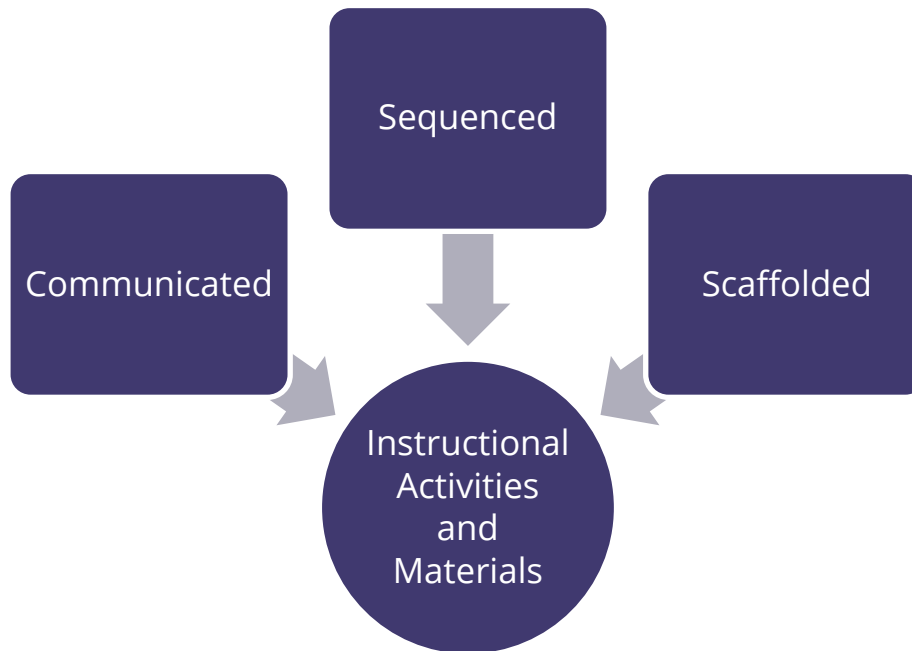 Sequenced
Communicated
Scaffolded
Instructional
Activities
and
Materials